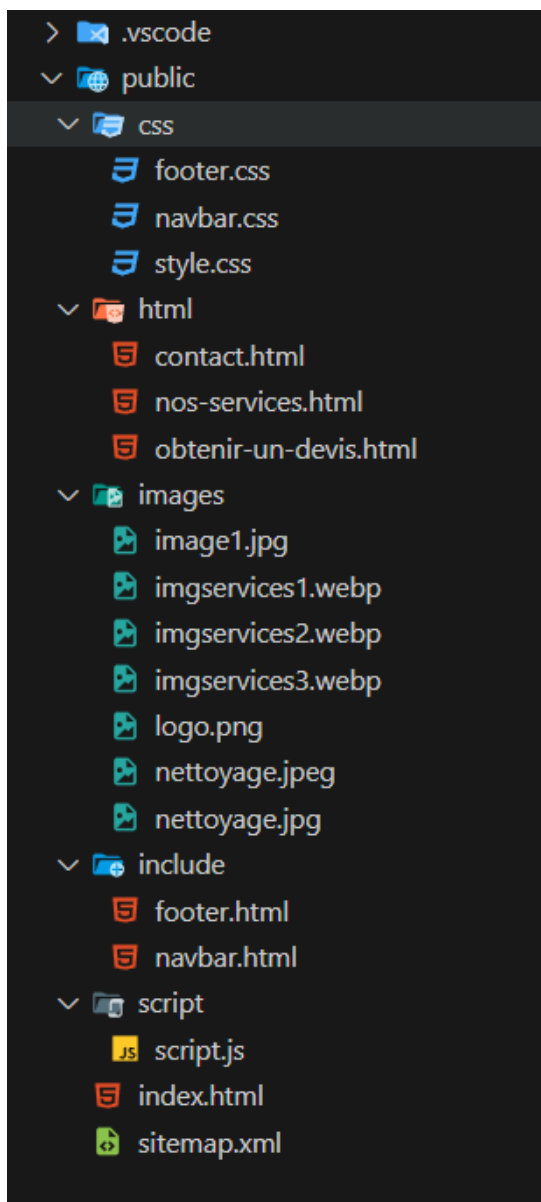 .vscode
public
css
footer.css
navbar.css
style.css
html
contact.html
nos-services.html
obtenir-un-devis.html
images
image1.jpg
imgservices1.webp
imgservices2.webp
imgservices3.webp
logo.png
nettoyage.jpeg
nettoyage.jpg
include
footer.html
navbar.html
script
JS script.js
index.html
sitemap.xml